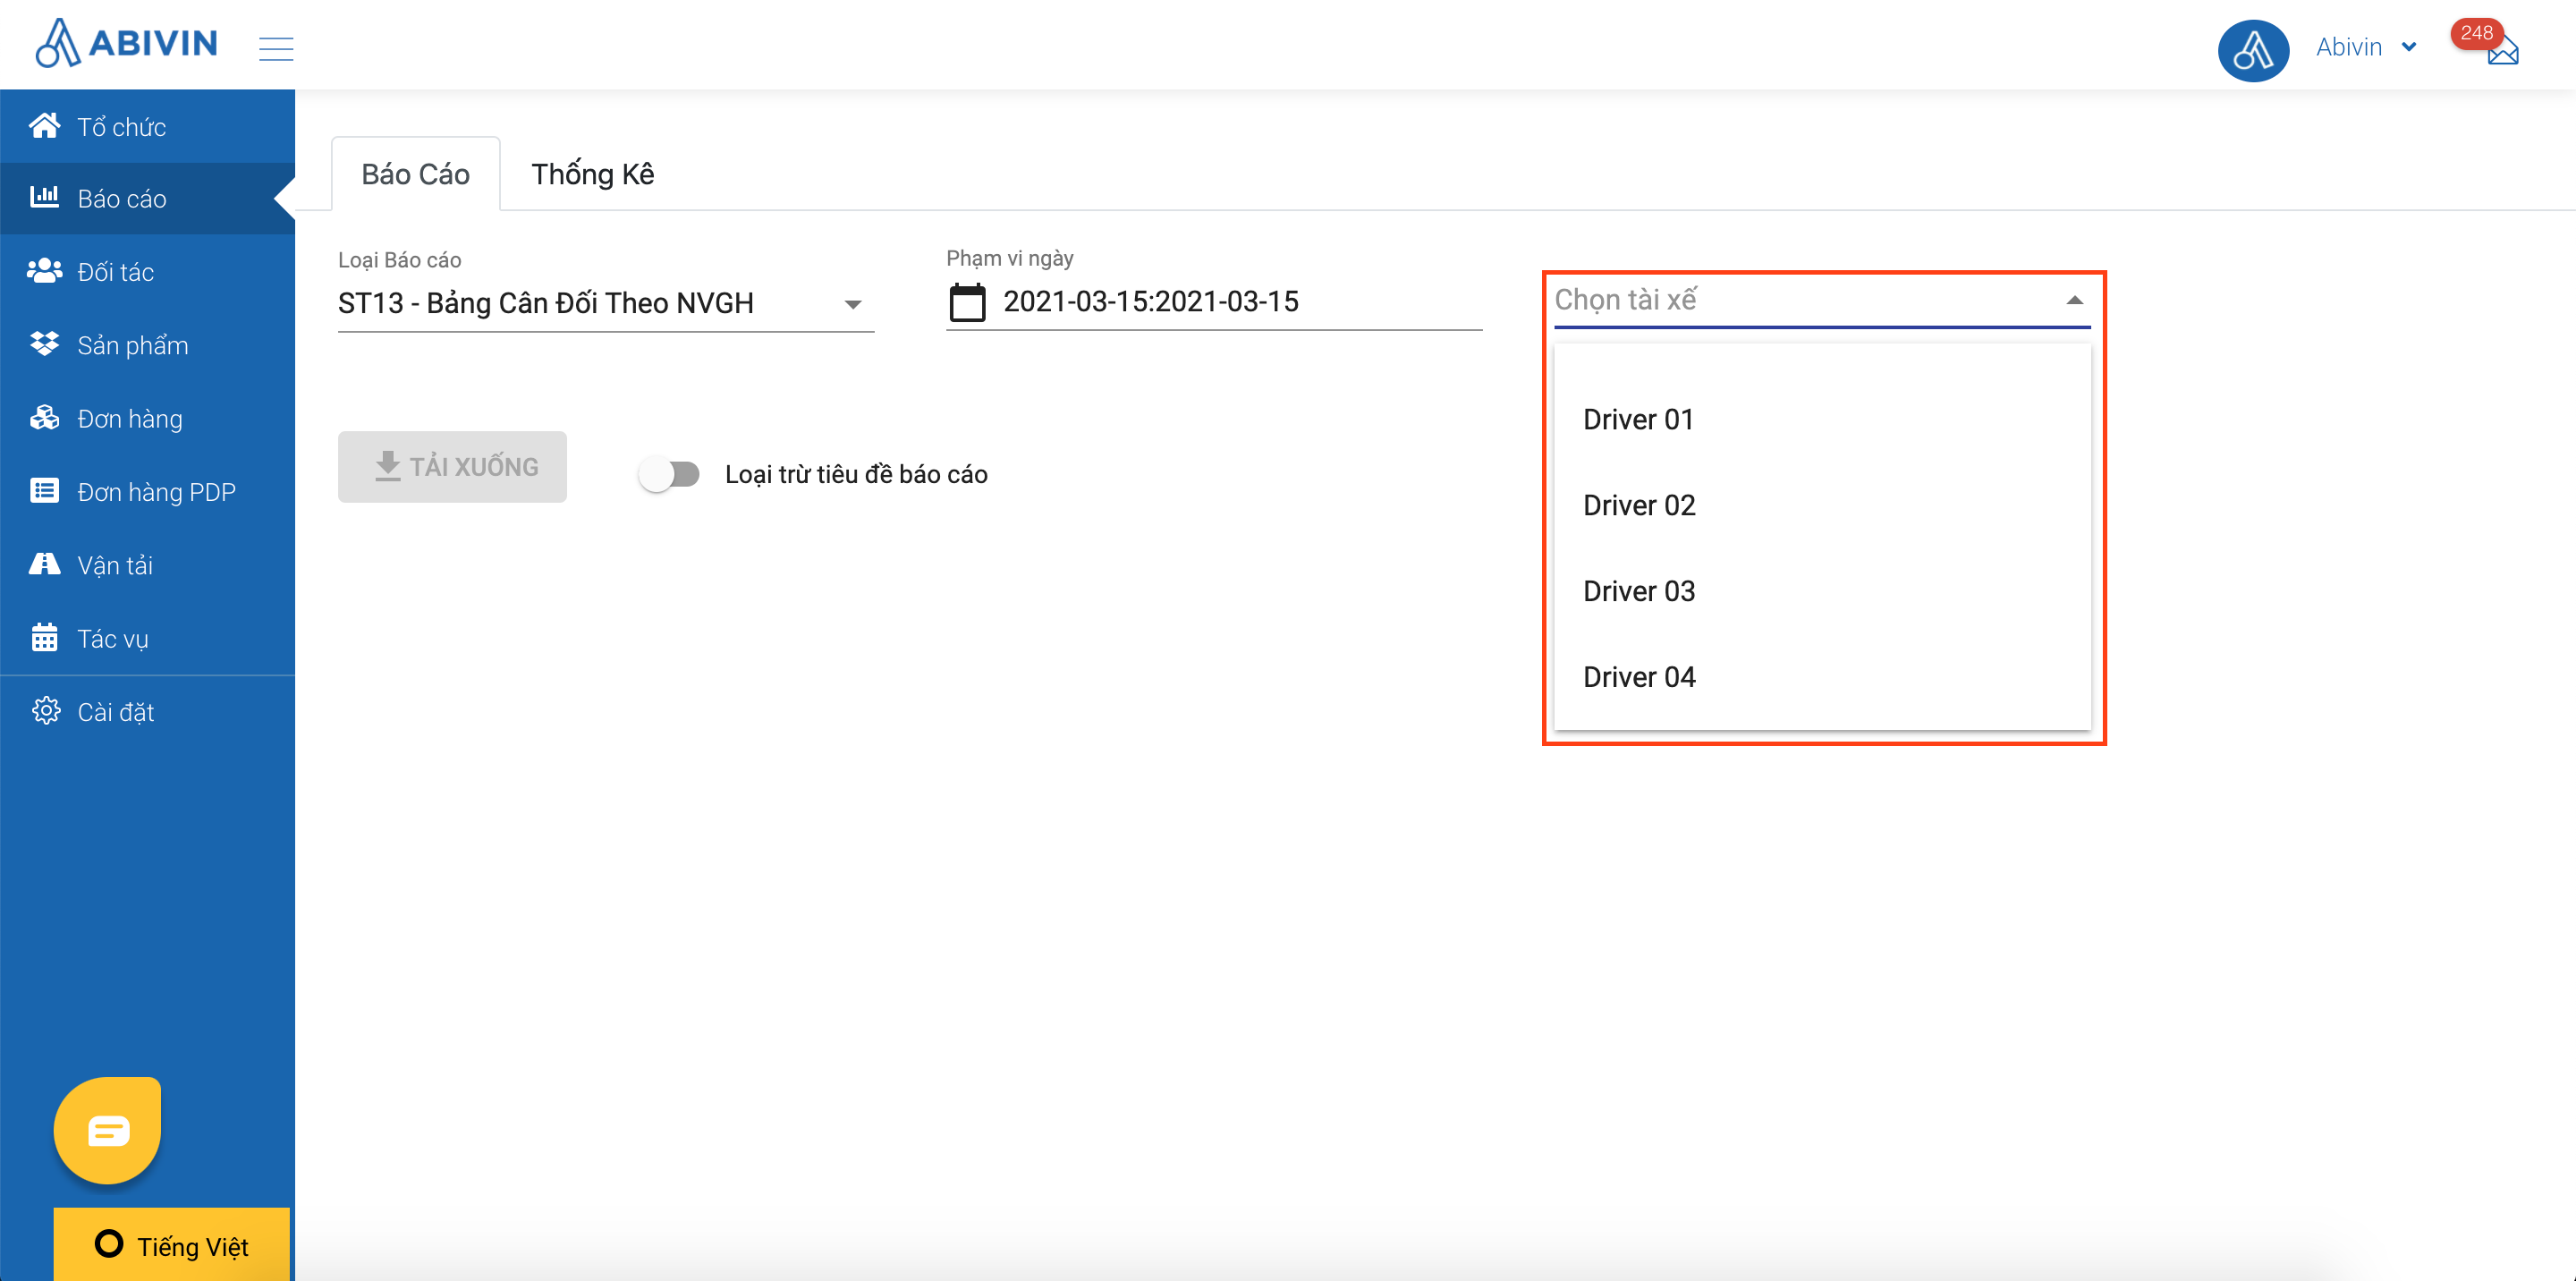 ABIVIN
Abivin
248
Tổ chức
Báo cáo
Đối tác
Sản phẩm
Đơn hàng
Đơn hàng PDP
Vận tải
Tác vụ
Cài đặt
Tiếng Việt
Báo Cáo
Thống Kê
Loại Báo cáo
ST13 - Bảng Cân Đối Theo NVGH
Phạm vi ngày
2021-03-15:2021-03-15
Chọn tài xế
Driver 01
Driver 02
Driver 03
Driver 04
TẢI XUỐNG
Loại trừ tiêu đề báo cáo